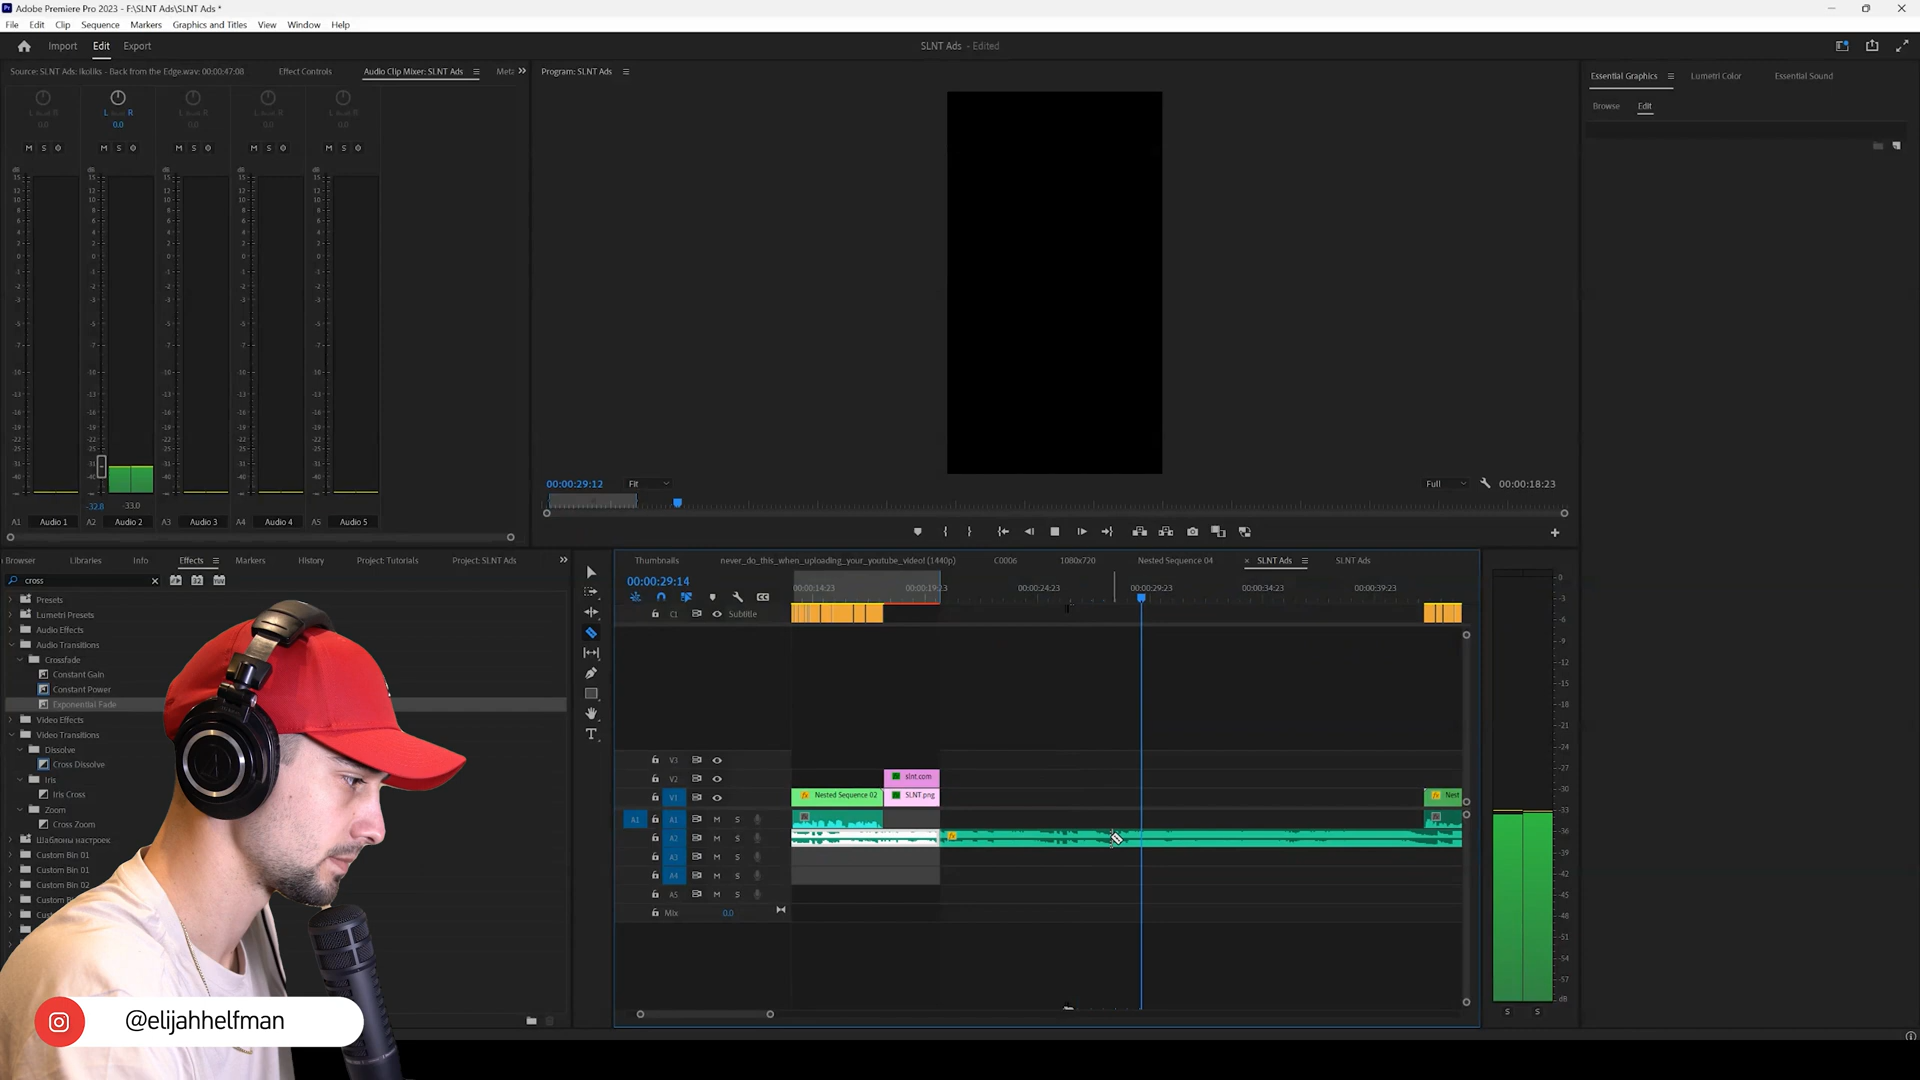 Adobe Premiere Pro 2023 - F:\SLNT Ads\SLNT Ads *
File Edit Clip Sequence Markers Graphics and Titles View Window Help
Import Edit Export
SLNT Ads - Edited
Source: SLNT Ads: Ikoliks - Back from the Edge.wav: 00:00:47:08
Effect Controls
Audio Clip Mixer: SLNT Ads
Meta
Program: SLNT Ads
Essential Graphics
Lumetri Color
Essential Sound
Browse
Edit
L R
0.0
M S
-32.8
-33.0
A1 Audio 1
A2 Audio 2
A3 Audio 3
A4 Audio 4
A5 Audio 5
00:00:29:12
Fit
Full
00:00:18:23
Browser
Libraries
Info
Effects
Markers
History
Project: Tutorials
Project: SLNT Ads
cross
Presets
Lumetri Presets
Audio Effects
Audio Transitions
Crossfade
Constant Gain
Constant Power
Exponential Fade
Video Effects
Video Transitions
Dissolve
Cross Dissolve
Iris
Iris Cross
Zoom
Cross Zoom
Шаблоны настроек
Custom Bin 01
Custom Bin 01
Custom Bin 02
Thumbnails
never_do_this_when_uploading_your_youtube_video! (1440p)
C0006
1080x720
Nested Sequence 04
SLNT Ads
SLNT Ads
00:00:29:14
00:00:14:23
00:00:19:23
00:00:24:23
00:00:29:23
00:00:34:23
00:00:39:23
C1 Subtitle
V3
V2
slnt.com
V1
Nested Sequence 02
SLNT.png
Nest
A1 A1 M S
A2 M S
A3 M S
A4 M S
A5 M S
Mix 0.0
@elijahhelfman